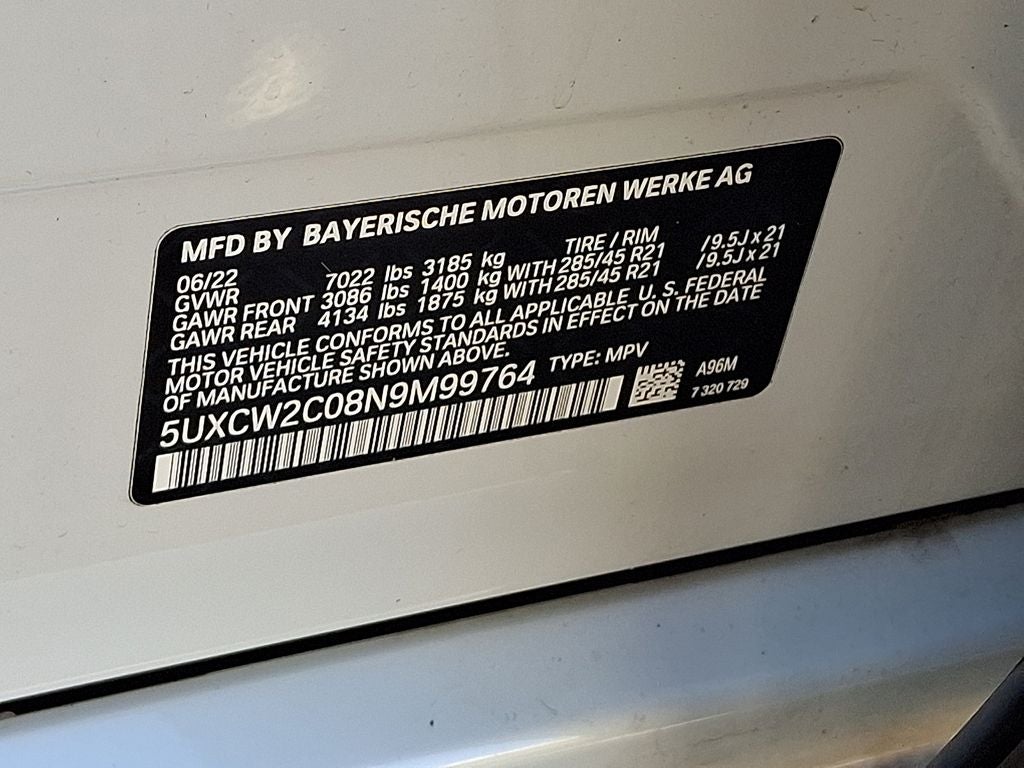 MFD BY BAYERISCHE MOTOREN WERKE AG
06/22 TIRE / RIM
GVWR 7022 lbs 3185 kg
GAWR FRONT 3086 lbs 1400 kg WITH 285/45 R21 /9.5J x 21
GAWR REAR 4134 lbs 1875 kg WITH 285/45 R21 /9.5J x 21
THIS VEHICLE CONFORMS TO ALL APPLICABLE U. S. FEDERAL
MOTOR VEHICLE SAFETY STANDARDS IN EFFECT ON THE DATE
OF MANUFACTURE SHOWN ABOVE.
5UXCW2C08N9M99764 TYPE: MPV
A96M
7 320 729